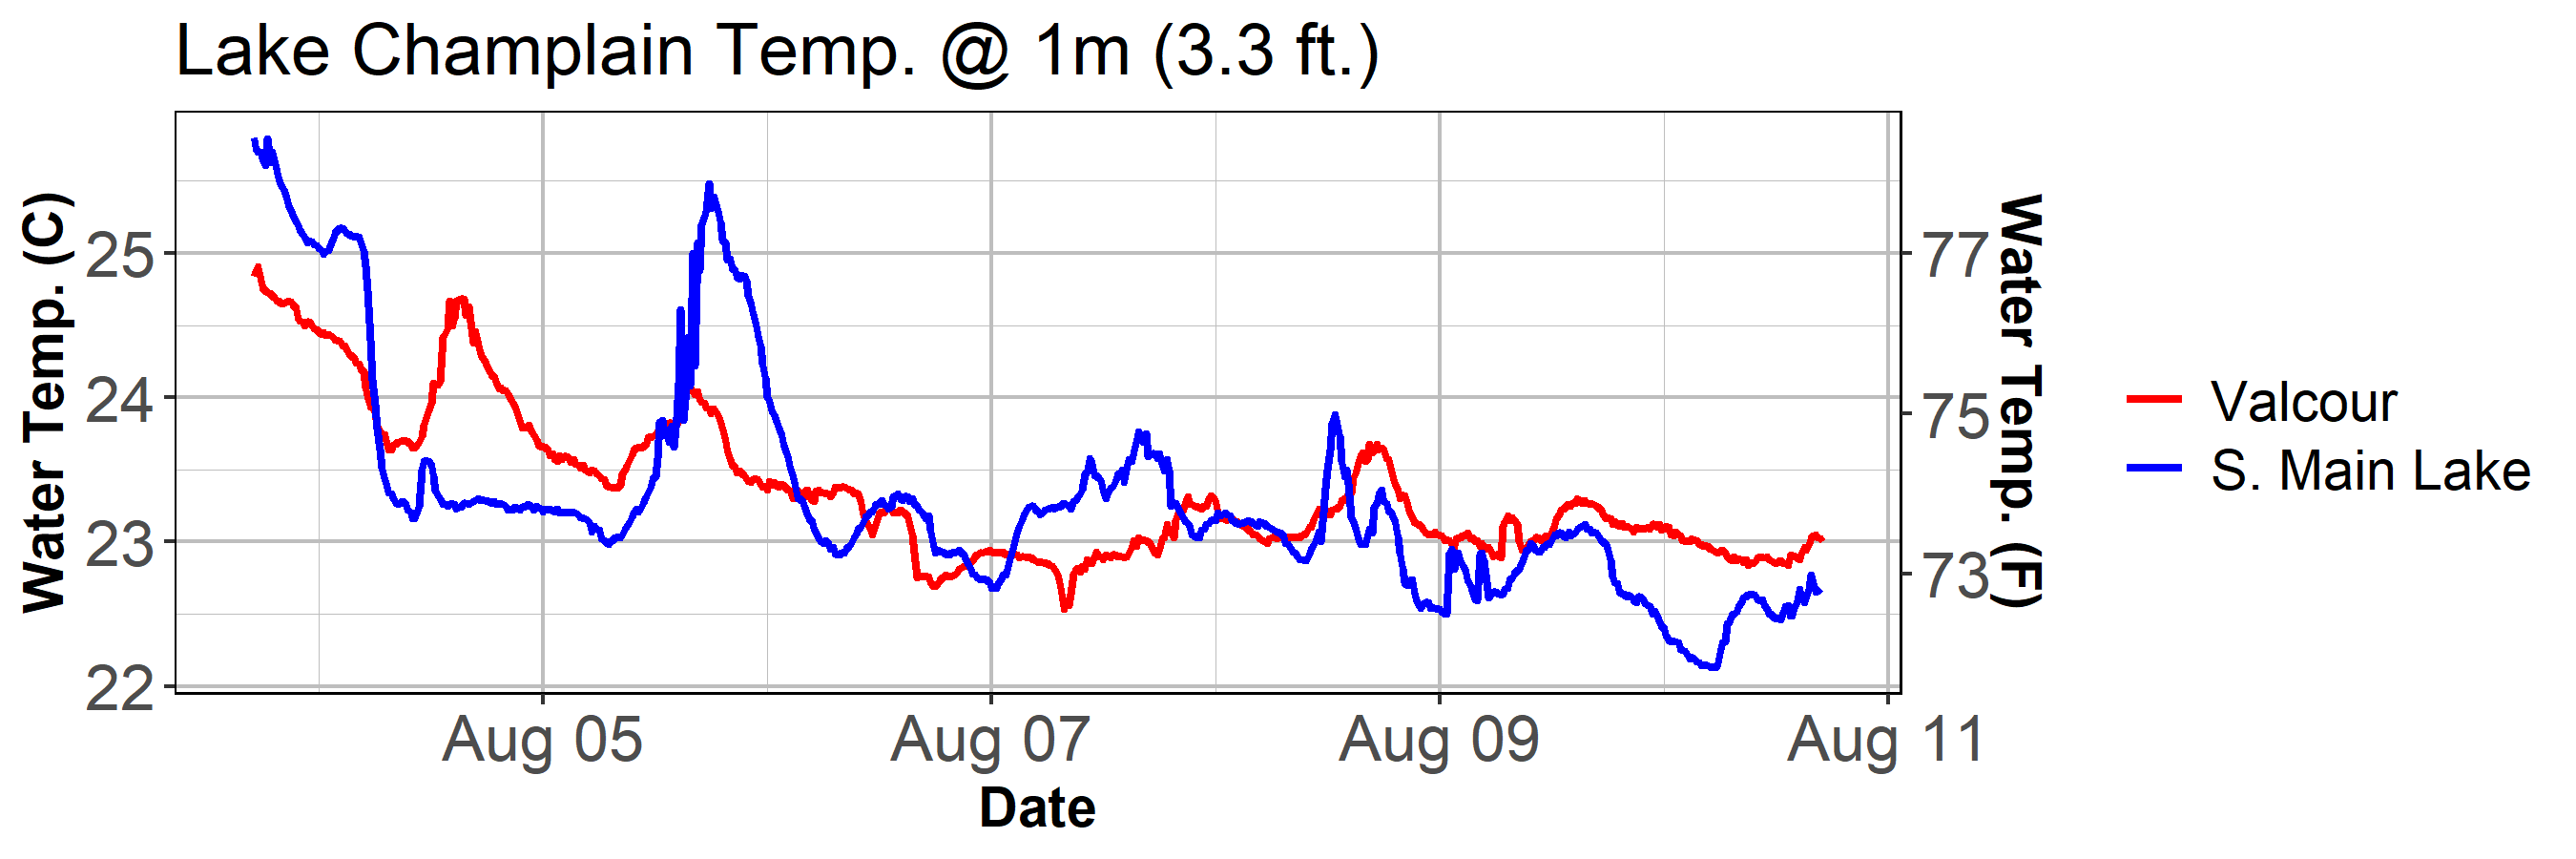 Lake Champlain Temp. @ 1m (3.3 ft.)
Water Temp. (C)
25
24
23
22
77
75
73
Water Temp. (F)
Valcour
S. Main Lake
Aug 05
Aug 07
Aug 09
Aug 11
Date